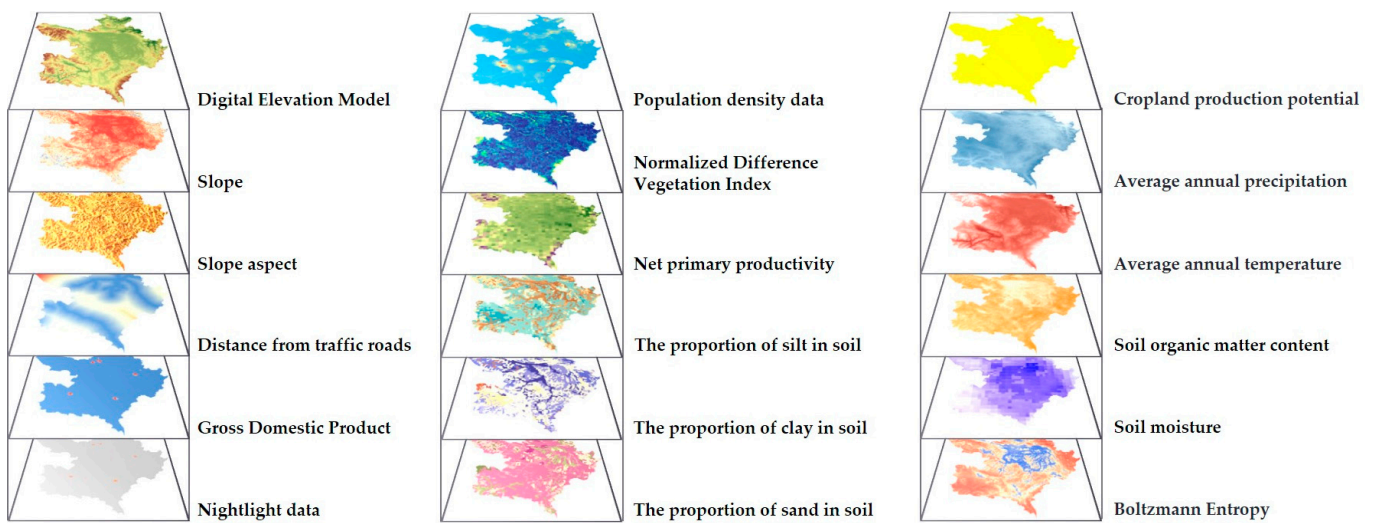 Digital Elevation Model
Slope
Slope aspect
Distance from traffic roads
Gross Domestic Product
Nightlight data
Population density data
Normalized Difference
Vegetation Index
Net primary productivity
The proportion of silt in soil
The proportion of clay in soil
The proportion of sand in soil
Cropland production potential
Average annual precipitation
Average annual temperature
Soil organic matter content
Soil moisture
Boltzmann Entropy